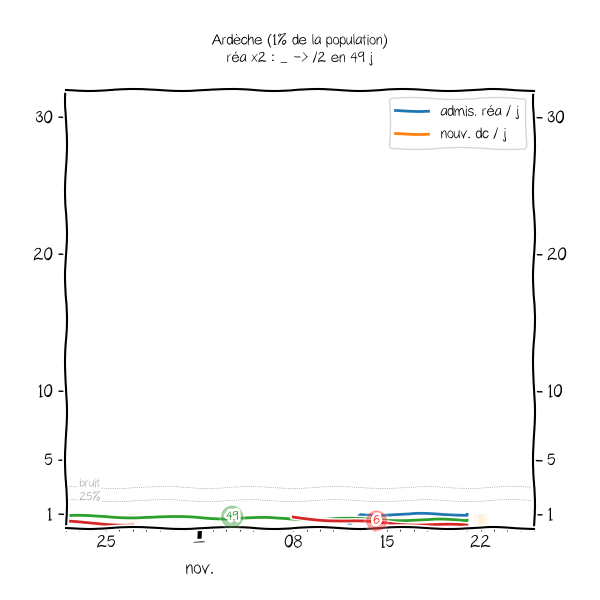 Ardèche (1% de la population)
réa x2 : _ -> /2 en 49 j
admis. réa / j
nouv. dc / j
30
30
20
20
10
10
5
5
bruit
25%
1
1
49
6
25
08
15
22
nov.